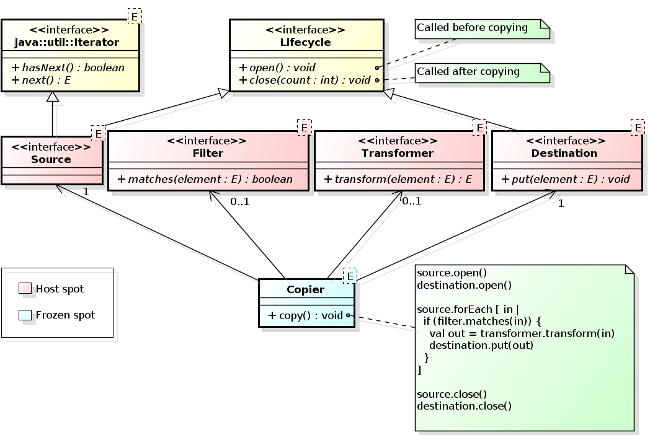 E
<<interface>>
java::util::Iterator
+ hasNext() : boolean
+ next() : E
<<interface>>
Lifecycle
+ open() : void
+ close(count : int) : void
Called before copying
Called after copying
E
<<interface>>
Source
E
<<interface>>
Filter
+ matches(element : E) : boolean
E
<<interface>>
Transformer
+ transform(element : E) : E
E
<<interface>>
Destination
+ put(element : E) : void
1
0..1
0..1
1
E
Copier
+ copy() : void
Host spot
Frozen spot
source.open()
destination.open()
source.forEach [ in |
if (filter.matches(in)) {
val out = transformer.transform(in)
destination.put(out)
}
]
source.close()
destination.close()